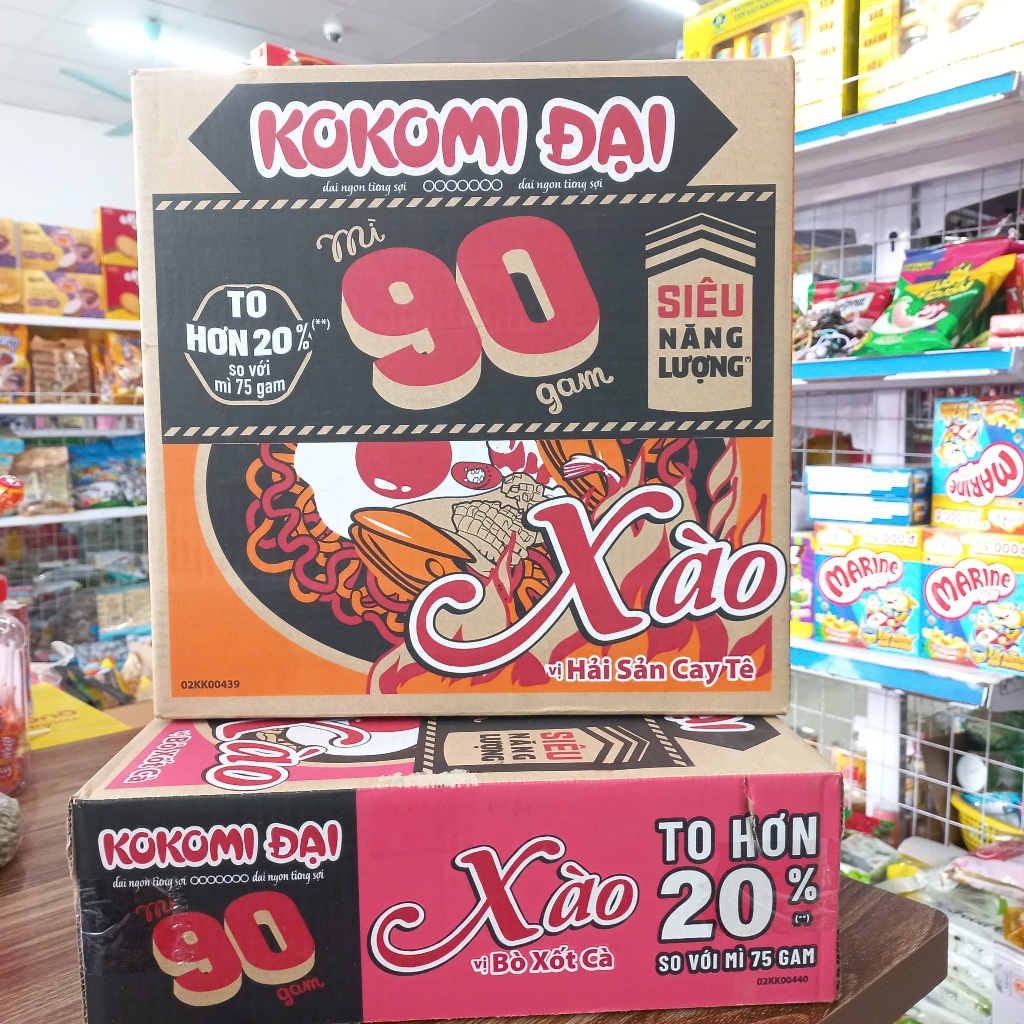 KOKOMI ĐẠI
dai ngon từng sợi dai ngon từng sợi
mì
90
gam
TO
HƠN 20%(**)
so với
mì 75 gam
SIÊU
NĂNG
LƯỢNG
Xào
vị Hải Sản Cay Tê
02KK00439
Xào
SIÊU
NĂNG
LƯỢNG
KOKOMI ĐẠI
dai ngon từng sợi dai ngon từng sợi
mì
90
gam
Xào
vị Bò Xốt Cà
TO HƠN
20%
(**)
SO VỚI MÌ 75 GAM
02KK00440
MARINE
MARINE
MARINE